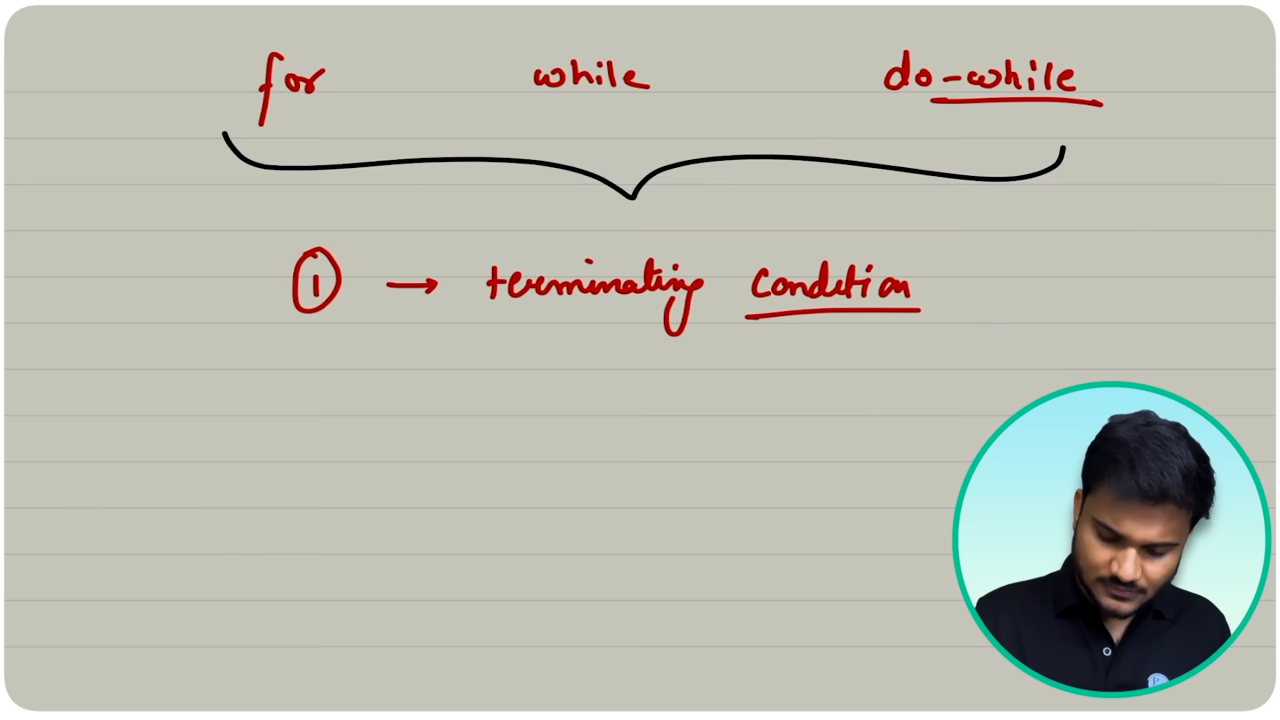 for while do-while
① → terminating condition